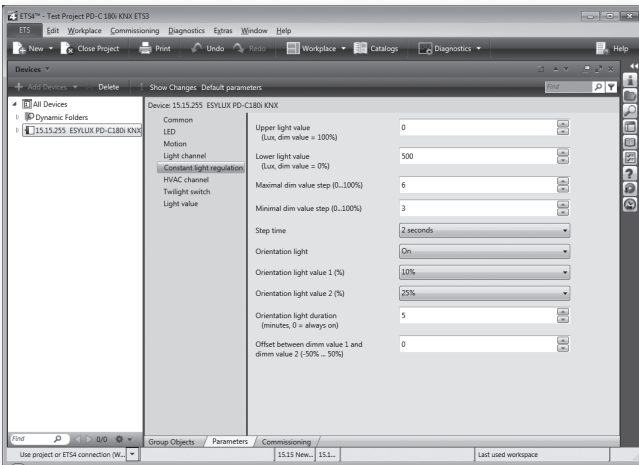 ETS4™ - Test Project PD-C 180i KNX ETS3
ETS Edit Workplace Commissioning Diagnostics Extras Window Help
New Close Project Print Undo Redo Workplace Catalogs Diagnostics Help
Devices
Add Devices Delete Show Changes Default parameters Find
All Devices
Dynamic Folders
15.15.255 ESYLUX PD-C180i KNX
Device: 15.15.255 ESYLUX PD-C180i KNX
Common
LED
Motion
Light channel
Constant light regulation
HVAC channel
Twilight switch
Light value
Upper light value 0
(Lux, dim value = 100%)
Lower light value 500
(Lux, dim value = 0%)
Maximal dim value step (0...100%) 6
Minimal dim value step (0...100%) 3
Step time 2 seconds
Orientation light On
Orientation light value 1 (%) 10%
Orientation light value 2 (%) 25%
Orientation light duration 5
(minutes, 0 = always on)
Offset between dimm value 1 and 0
dimm value 2 (-50% ... 50%)
Find 0/0
Group Objects Parameters Commissioning
Use project or ETS4 connection (W... 15.15 New... 15.1... Last used workspace